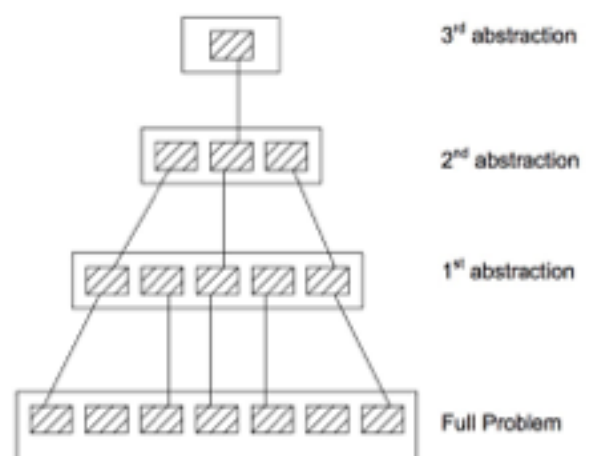 3rd abstraction
2nd abstraction
1st abstraction
Full Problem